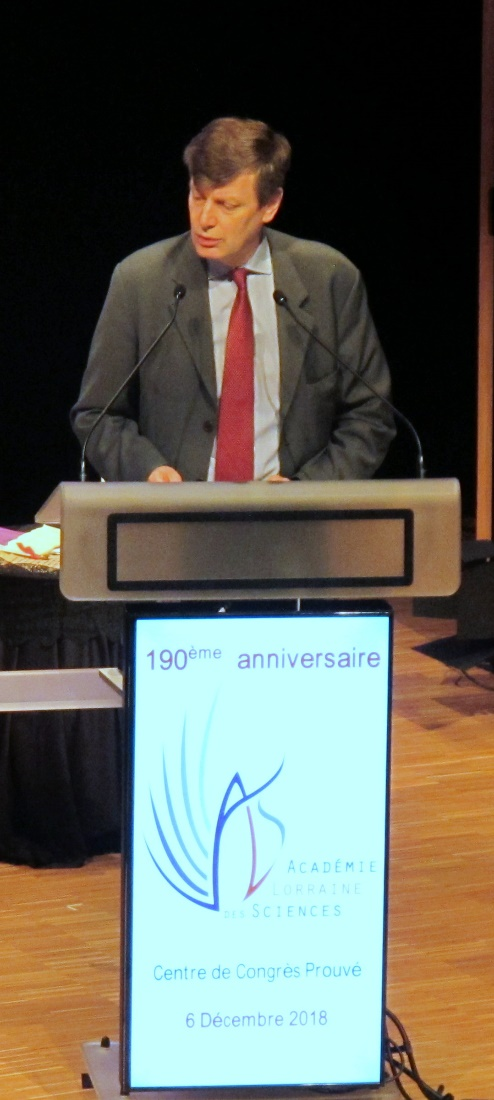 190ème anniversaire
ACADÉMIE
LORRAINE
DES SCIENCES
Centre de Congrès Prouvé
6 Décembre 2018